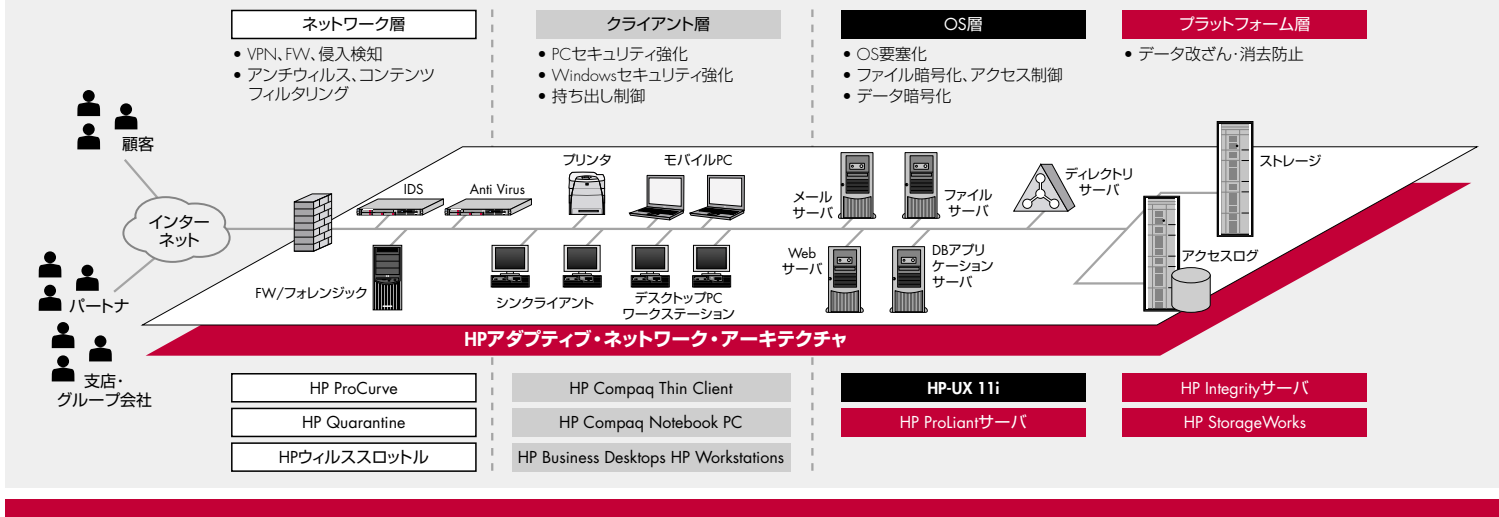 ネットワーク層
• VPN、FW、侵入検知
• アンチウィルス、コンテンツ
フィルタリング
クライアント層
• PCセキュリティ強化
• Windowsセキュリティ強化
• 持ち出し制御
OS層
• OS要塞化
• ファイル暗号化、アクセス制御
• データ暗号化
プラットフォーム層
• データ改ざん・消去防止
顧客
インター
ネット
パートナ
支店・
グループ会社
IDS
Anti Virus
プリンタ
モバイルPC
メール
サーバ
ファイル
サーバ
ディレクトリ
サーバ
ストレージ
FW/フォレンジック
シンクライアント
デスクトップPC
ワークステーション
Web
サーバ
DBアプリ
ケーション
サーバ
アクセスログ
HPアダプティブ・ネットワーク・アーキテクチャ
HP ProCurve
HP Quarantine
HPウィルススロットル
HP Compaq Thin Client
HP Compaq Notebook PC
HP Business Desktops HP Workstations
HP-UX 11i
HP ProLiantサーバ
HP Integrityサーバ
HP StorageWorks